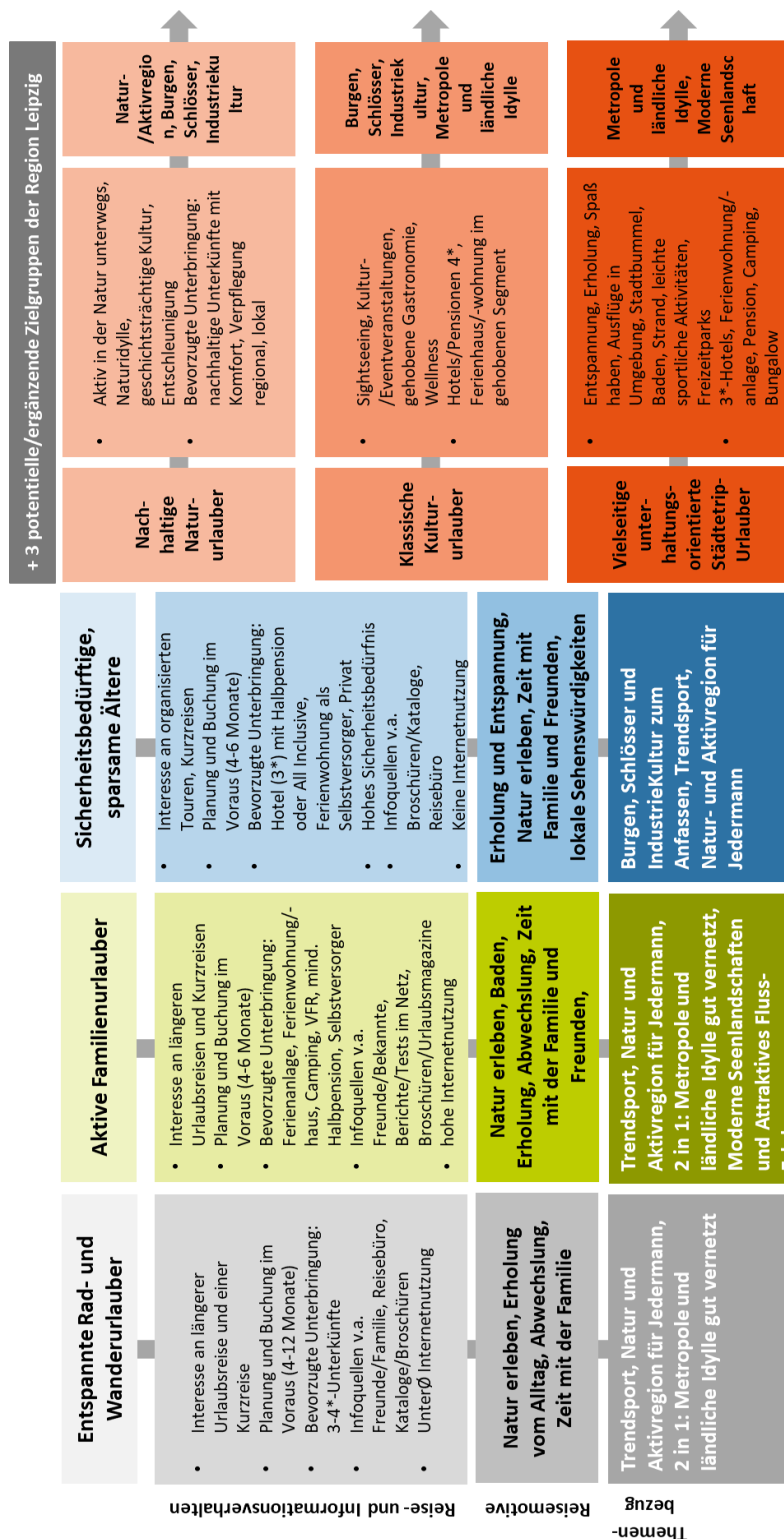 Entspannte Rad- und
Wanderurlauber
Aktive Familienurlauber
Sicherheitsbedürftige,
sparsame Ältere
Reise- und Informationsverhalten
• Interesse an längerer
Urlaubsreise und einer
Kurzreise
• Planung und Buchung im
Voraus (4-12 Monate)
• Bevorzugte Unterbringung:
3-4*-Unterkünfte
• Infoquellen v.a.
Freunde/Familie, Reisebüro,
Kataloge/Broschüren
• UnterØ Internetnutzung
• Interesse an längeren
Urlaubsreisen und Kurzreisen
• Planung und Buchung im
Voraus (4-6 Monate)
• Bevorzugte Unterbringung:
Ferienanlage, Ferienwohnung/-
haus, Camping, VFR, mind.
Halbpension, Selbstversorger
• Infoquellen v.a.
Freunde/Bekannte,
Berichte/Tests im Netz,
Broschüren/Urlaubsmagazine
• hohe Internetnutzung
• Interesse an organisierten
Touren, Kurzreisen
• Planung und Buchung im
Voraus (4-6 Monate)
• Bevorzugte Unterbringung:
Hotel (3*) mit Halbpension
oder All Inclusive,
Ferienwohnung als
Selbstversorger, Privat
• Hohes Sicherheitsbedürfnis
• Infoquellen v.a.
Broschüren/Kataloge,
Reisebüro
• Keine Internetnutzung
Reisemotive
Natur erleben, Erholung
vom Alltag, Abwechslung,
Zeit mit der Familie
Natur erleben, Baden,
Erholung, Abwechslung, Zeit
mit der Familie und
Freunden,
Erholung und Entspannung,
Natur erleben, Zeit mit
Familie und Freunden,
lokale Sehenswürdigkeiten
Themen-
bezug
Trendsport, Natur und
Aktivregion für Jedermann,
2 in 1: Metropole und
ländliche Idylle gut vernetzt
Trendsport, Natur und
Aktivregion für Jedermann,
2 in 1: Metropole und
ländliche Idylle gut vernetzt,
Moderne Seenlandschaften
und Attraktives Fluss-
Burgen, Schlösser und
IndustrieKultur zum
Anfassen, Trendsport,
Natur- und Aktivregion für
Jedermann
+ 3 potentielle/ergänzende Zielgruppen der Region Leipzig
Nach-
haltige
Natur-
urlauber
• Aktiv in der Natur unterwegs,
Naturidylle,
geschichtsträchtige Kultur,
Entschleunigung
• Bevorzugte Unterbringung:
nachhaltige Unterkünfte mit
Komfort, Verpflegung
regional, lokal
Natur-
/Aktivregio
n, Burgen,
Schlösser,
Industrieku
ltur
Klassische
Kultur-
urlauber
• Sightseeing, Kultur-
/Eventveranstaltungen,
gehobene Gastronomie,
Wellness
• Hotels/Pensionen 4*,
Ferienhaus/-wohnung im
gehobenen Segment
Burgen,
Schlösser,
Industriek
ultur,
Metropole
und
ländliche
Idylle
Vielseitige
unter-
haltungs-
orientierte
Städtetrip-
Urlauber
• Entspannung, Erholung, Spaß
haben, Ausflüge in
Umgebung, Stadtbummel,
Baden, Strand, leichte
sportliche Aktivitäten,
Freizeitparks
• 3*-Hotels, Ferienwohnung/-
anlage, Pension, Camping,
Bungalow
Metropole
und
ländliche
Idylle,
Moderne
Seenlandsc
haft